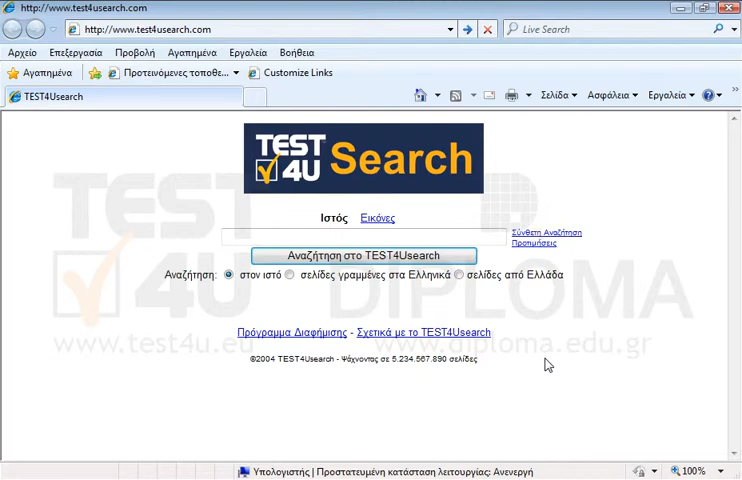 http://www.test4usearch.com
http://www.test4usearch.com
Live Search
Αρχείο Επεξεργασία Προβολή Αγαπημένα Εργαλεία Βοήθεια
Αγαπημένα Προτεινόμενες τοποθε... Customize Links
TEST4Usearch Σελίδα Ασφάλεια Εργαλεία
TEST 4U Search
Ιστός Εικόνες
Σύνθετη Αναζήτηση
Προτιμήσεις
Αναζήτηση στο TEST4Usearch
Αναζήτηση: στον ιστό σελίδες γραμμένες στα Ελληνικά σελίδες από Ελλάδα
TEST 4U DIPLOMA
Πρόγραμμα Διαφήμισης - Σχετικά με το TEST4Usearch
www.test4u.eu www.diploma.edu.gr
©2004 TEST4Usearch - Ψάχνοντας σε 5.234.567.890 σελίδες
Υπολογιστής | Προστατευμένη κατάσταση λειτουργίας: Ανενεργή 100%